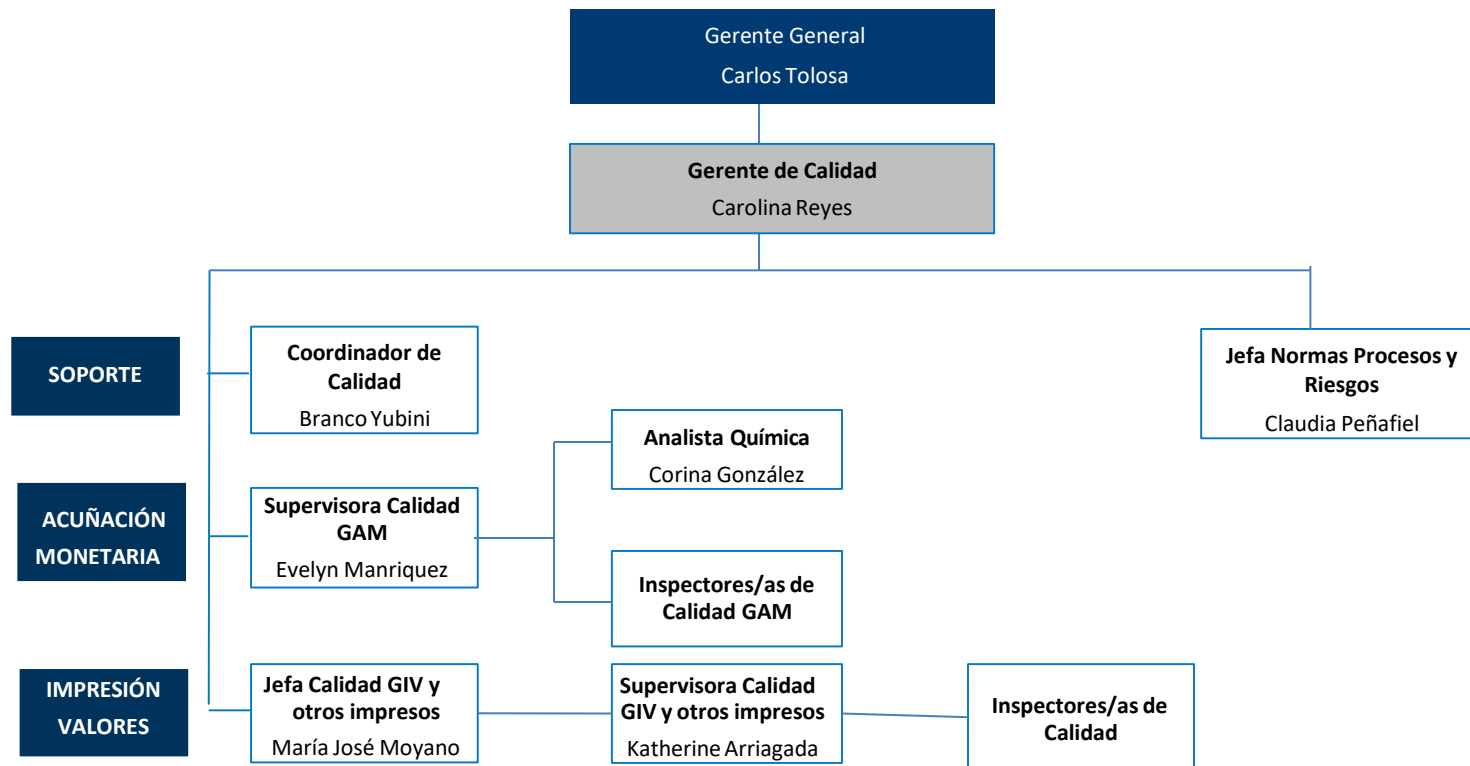 Gerente General
Carlos Tolosa
Gerente de Calidad
Carolina Reyes
SOPORTE
Coordinador de
Calidad
Branco Yubini
Jefa Normas Procesos y
Riesgos
Claudia Peñafiel
Analista Química
Corina González
ACUÑACIÓN
MONETARIA
Supervisora Calidad
GAM
Evelyn Manriquez
Inspectores/as de
Calidad GAM
IMPRESIÓN
VALORES
Jefa Calidad GIV y
otros impresos
María José Moyano
Supervisora Calidad
GIV y otros impresos
Katherine Arriagada
Inspectores/as de
Calidad